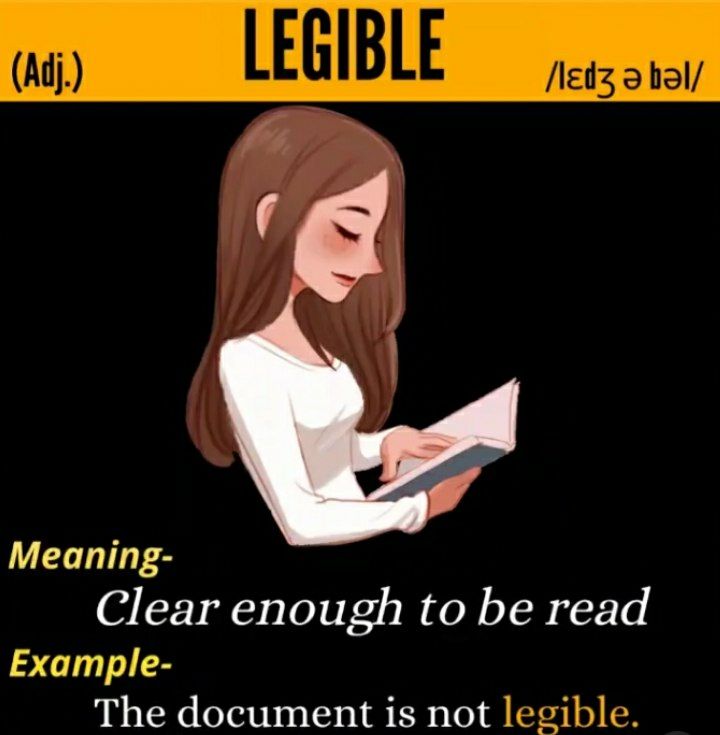 (Adj.) LEGIBLE /lɛdʒ ə bəl/
Meaning-
Clear enough to be read
Example-
The document is not legible.